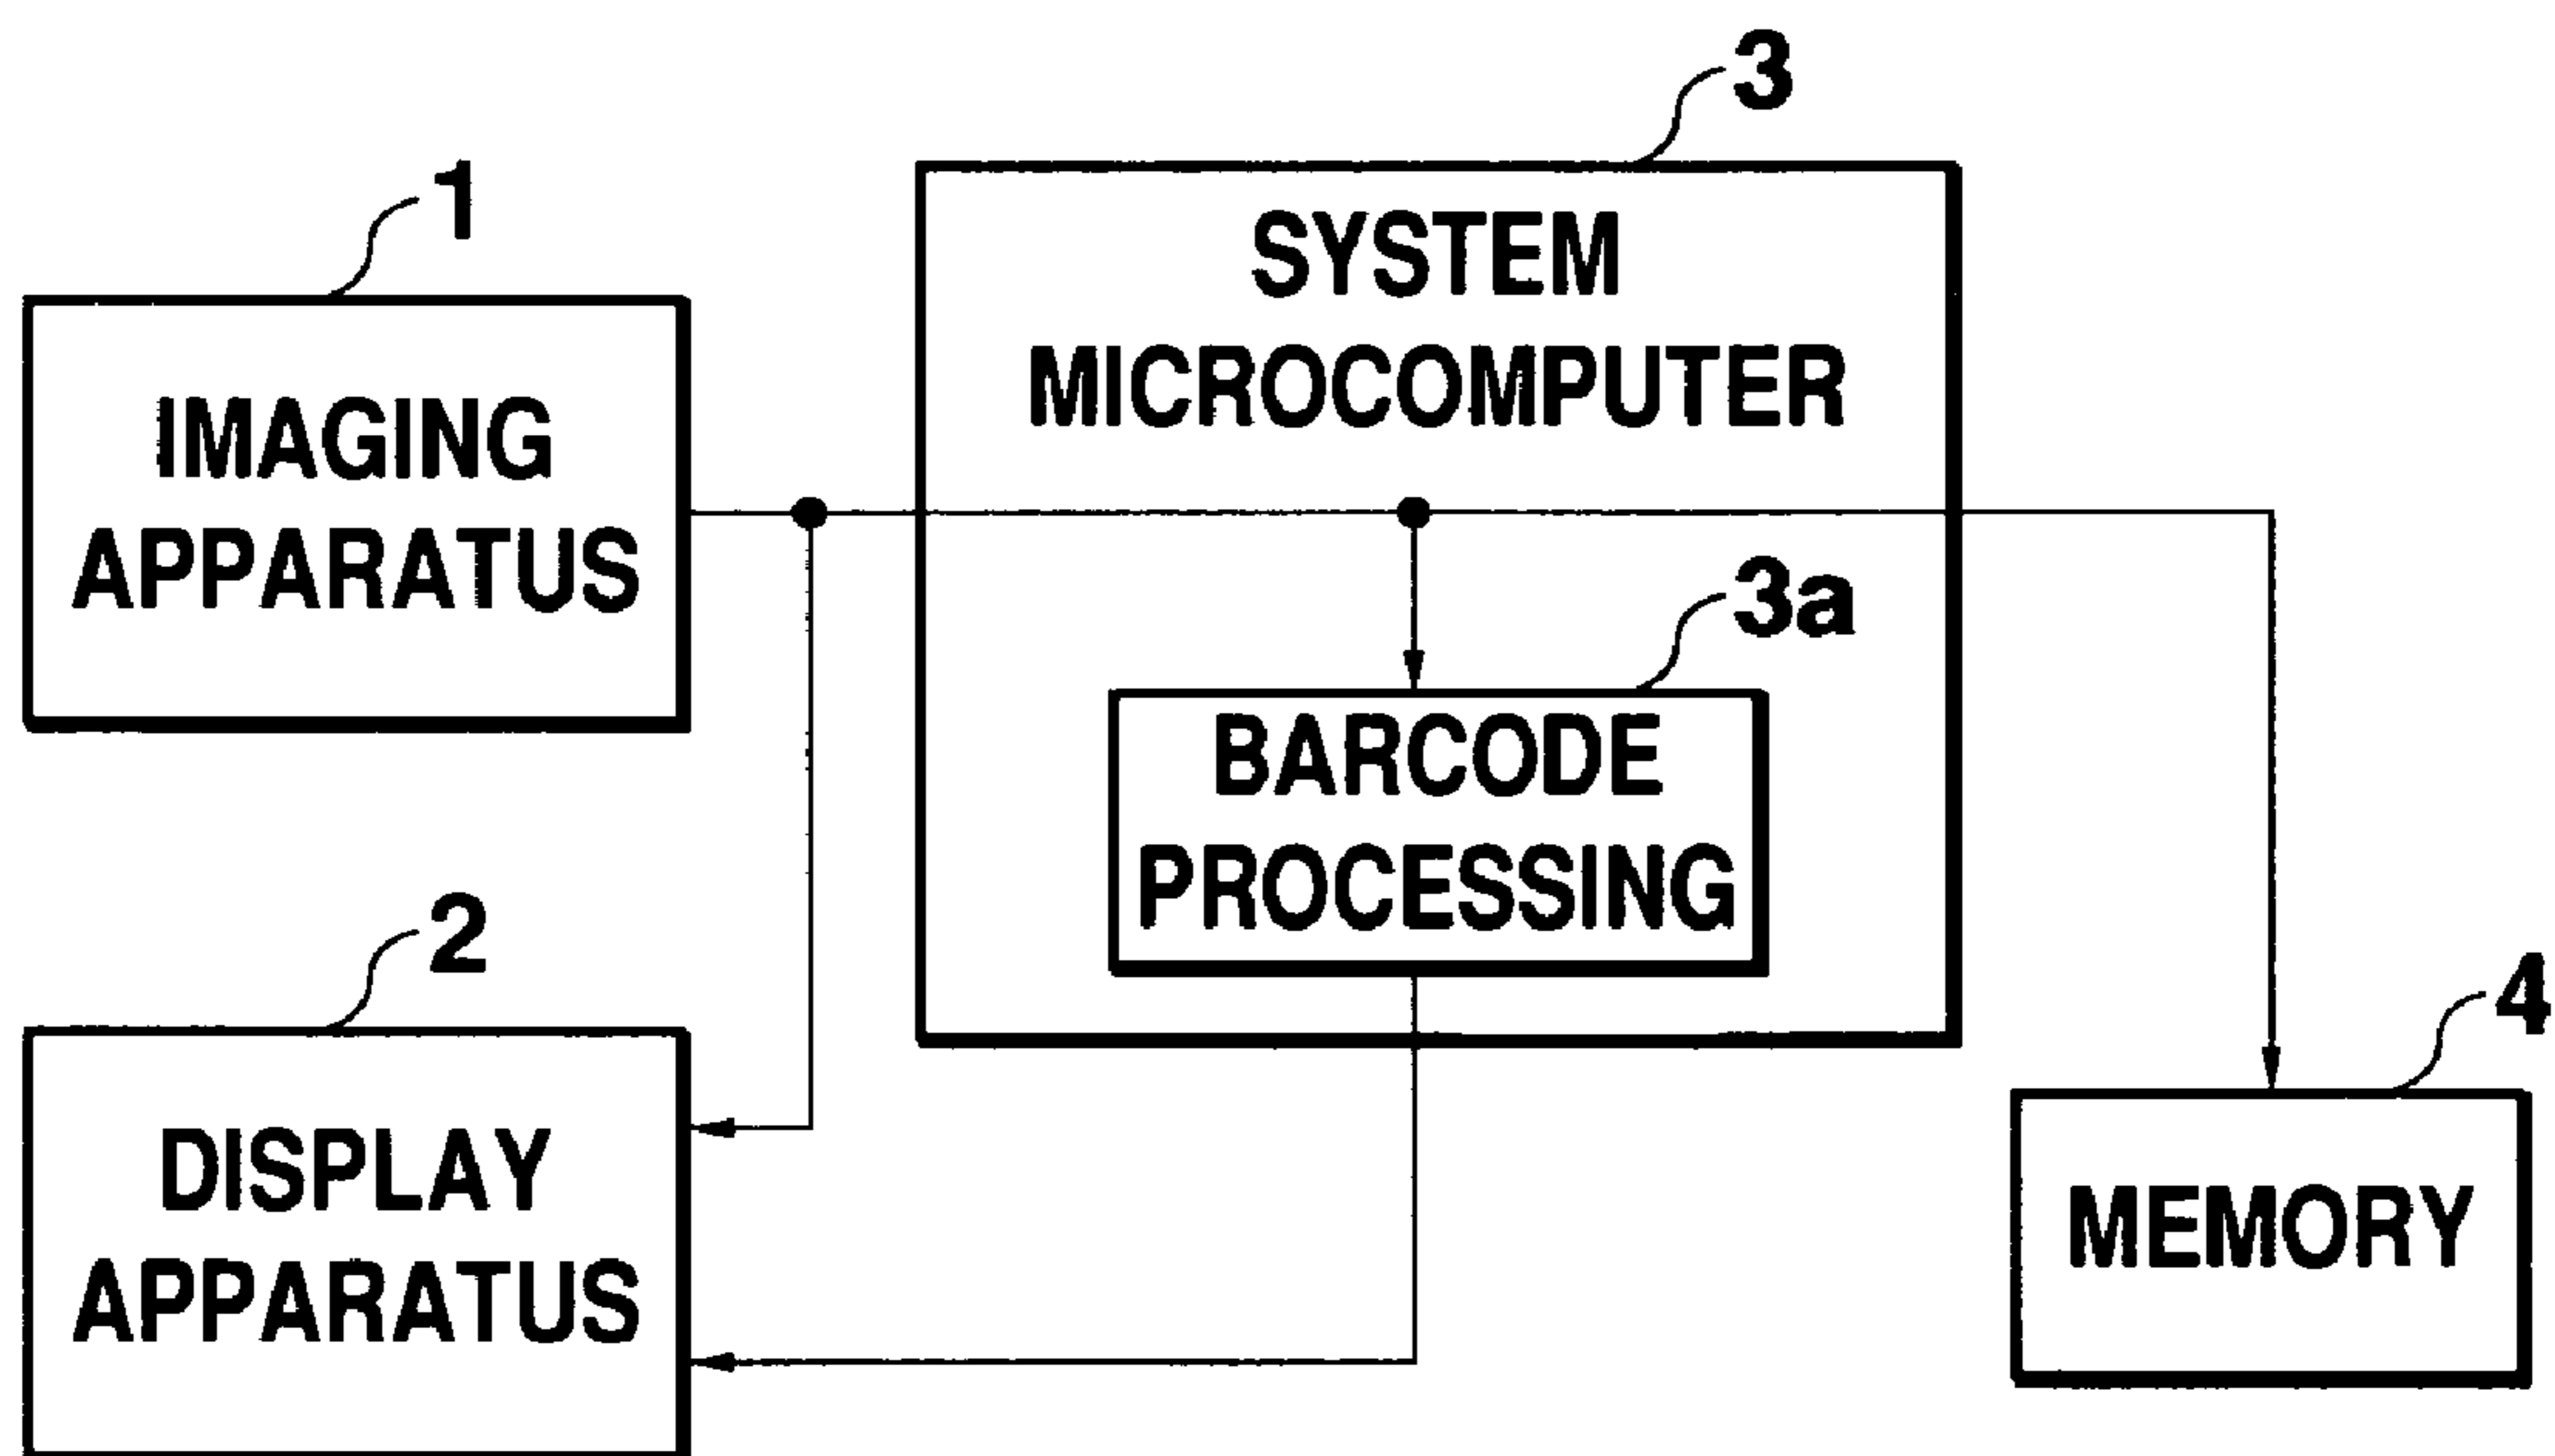 3
1
SYSTEM
MICROCOMPUTER
IMAGING
APPARATUS
3a
BARCODE
PROCESSING
2
4
DISPLAY
APPARATUS
MEMORY